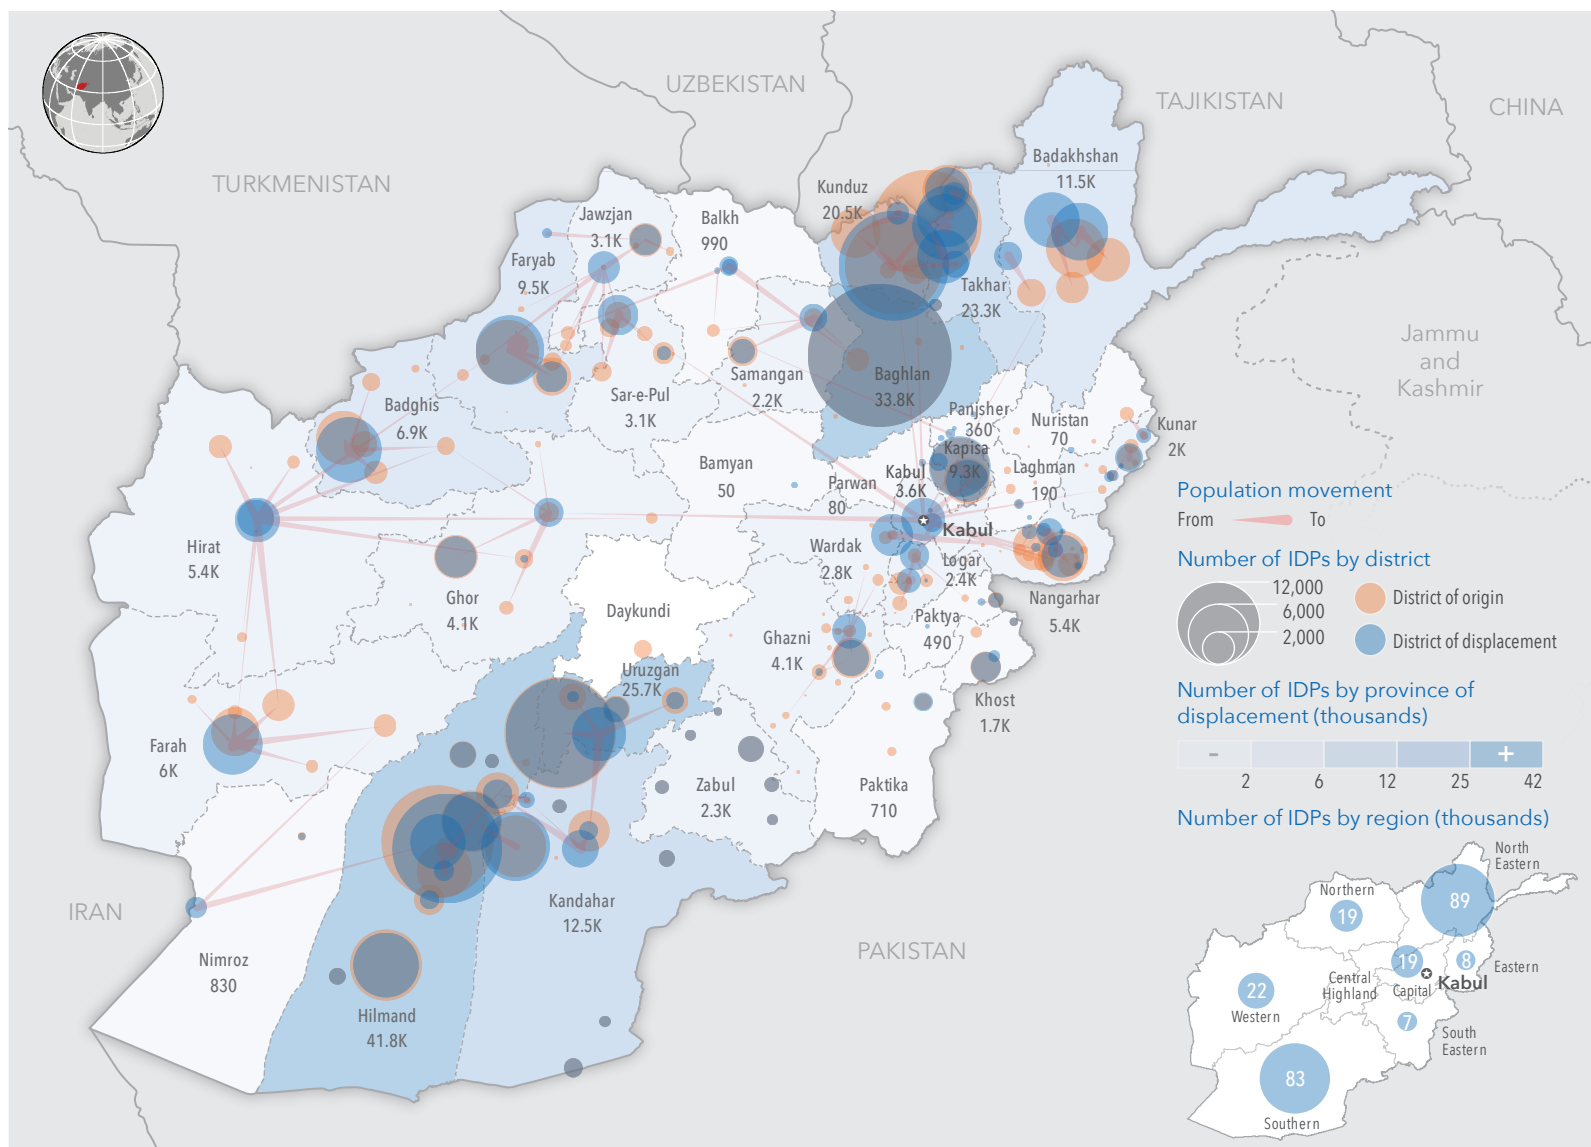 UZBEKISTAN
TAJIKISTAN
CHINA
TURKMENISTAN
Jammu
and
Kashmir
IRAN
PAKISTAN
Badakhshan
11.5K
Kunduz
20.5K
Jawzjan
3.1K
Balkh
990
Faryab
9.5K
Takhar
23.3K
Samangan
2.2K
Baghlan
33.8K
Sar-e-Pul
3.1K
Badghis
6.9K
Panjsher
360
Nuristan
70
Kunar
2K
Kapisa
9.3K
Laghman
190
Bamyan
50
Parwan
80
Kabul
3.6K
Kabul
Hirat
5.4K
Wardak
2.8K
Logar
2.4K
Nangarhar
5.4K
Ghor
4.1K
Daykundi
Paktya
490
Ghazni
4.1K
Uruzgan
25.7K
Khost
1.7K
Farah
6K
Zabul
2.3K
Paktika
710
Kandahar
12.5K
Nimroz
830
Hilmand
41.8K
Population movement
From To
Number of IDPs by district
12,000
6,000
2,000
District of origin
District of displacement
Number of IDPs by province of
displacement (thousands)
- +
2 6 12 25 42
Number of IDPs by region (thousands)
North
Eastern
89
Northern
19
19
8
Eastern
Central
Highland
Capital
Kabul
22
Western
7
South
Eastern
83
Southern